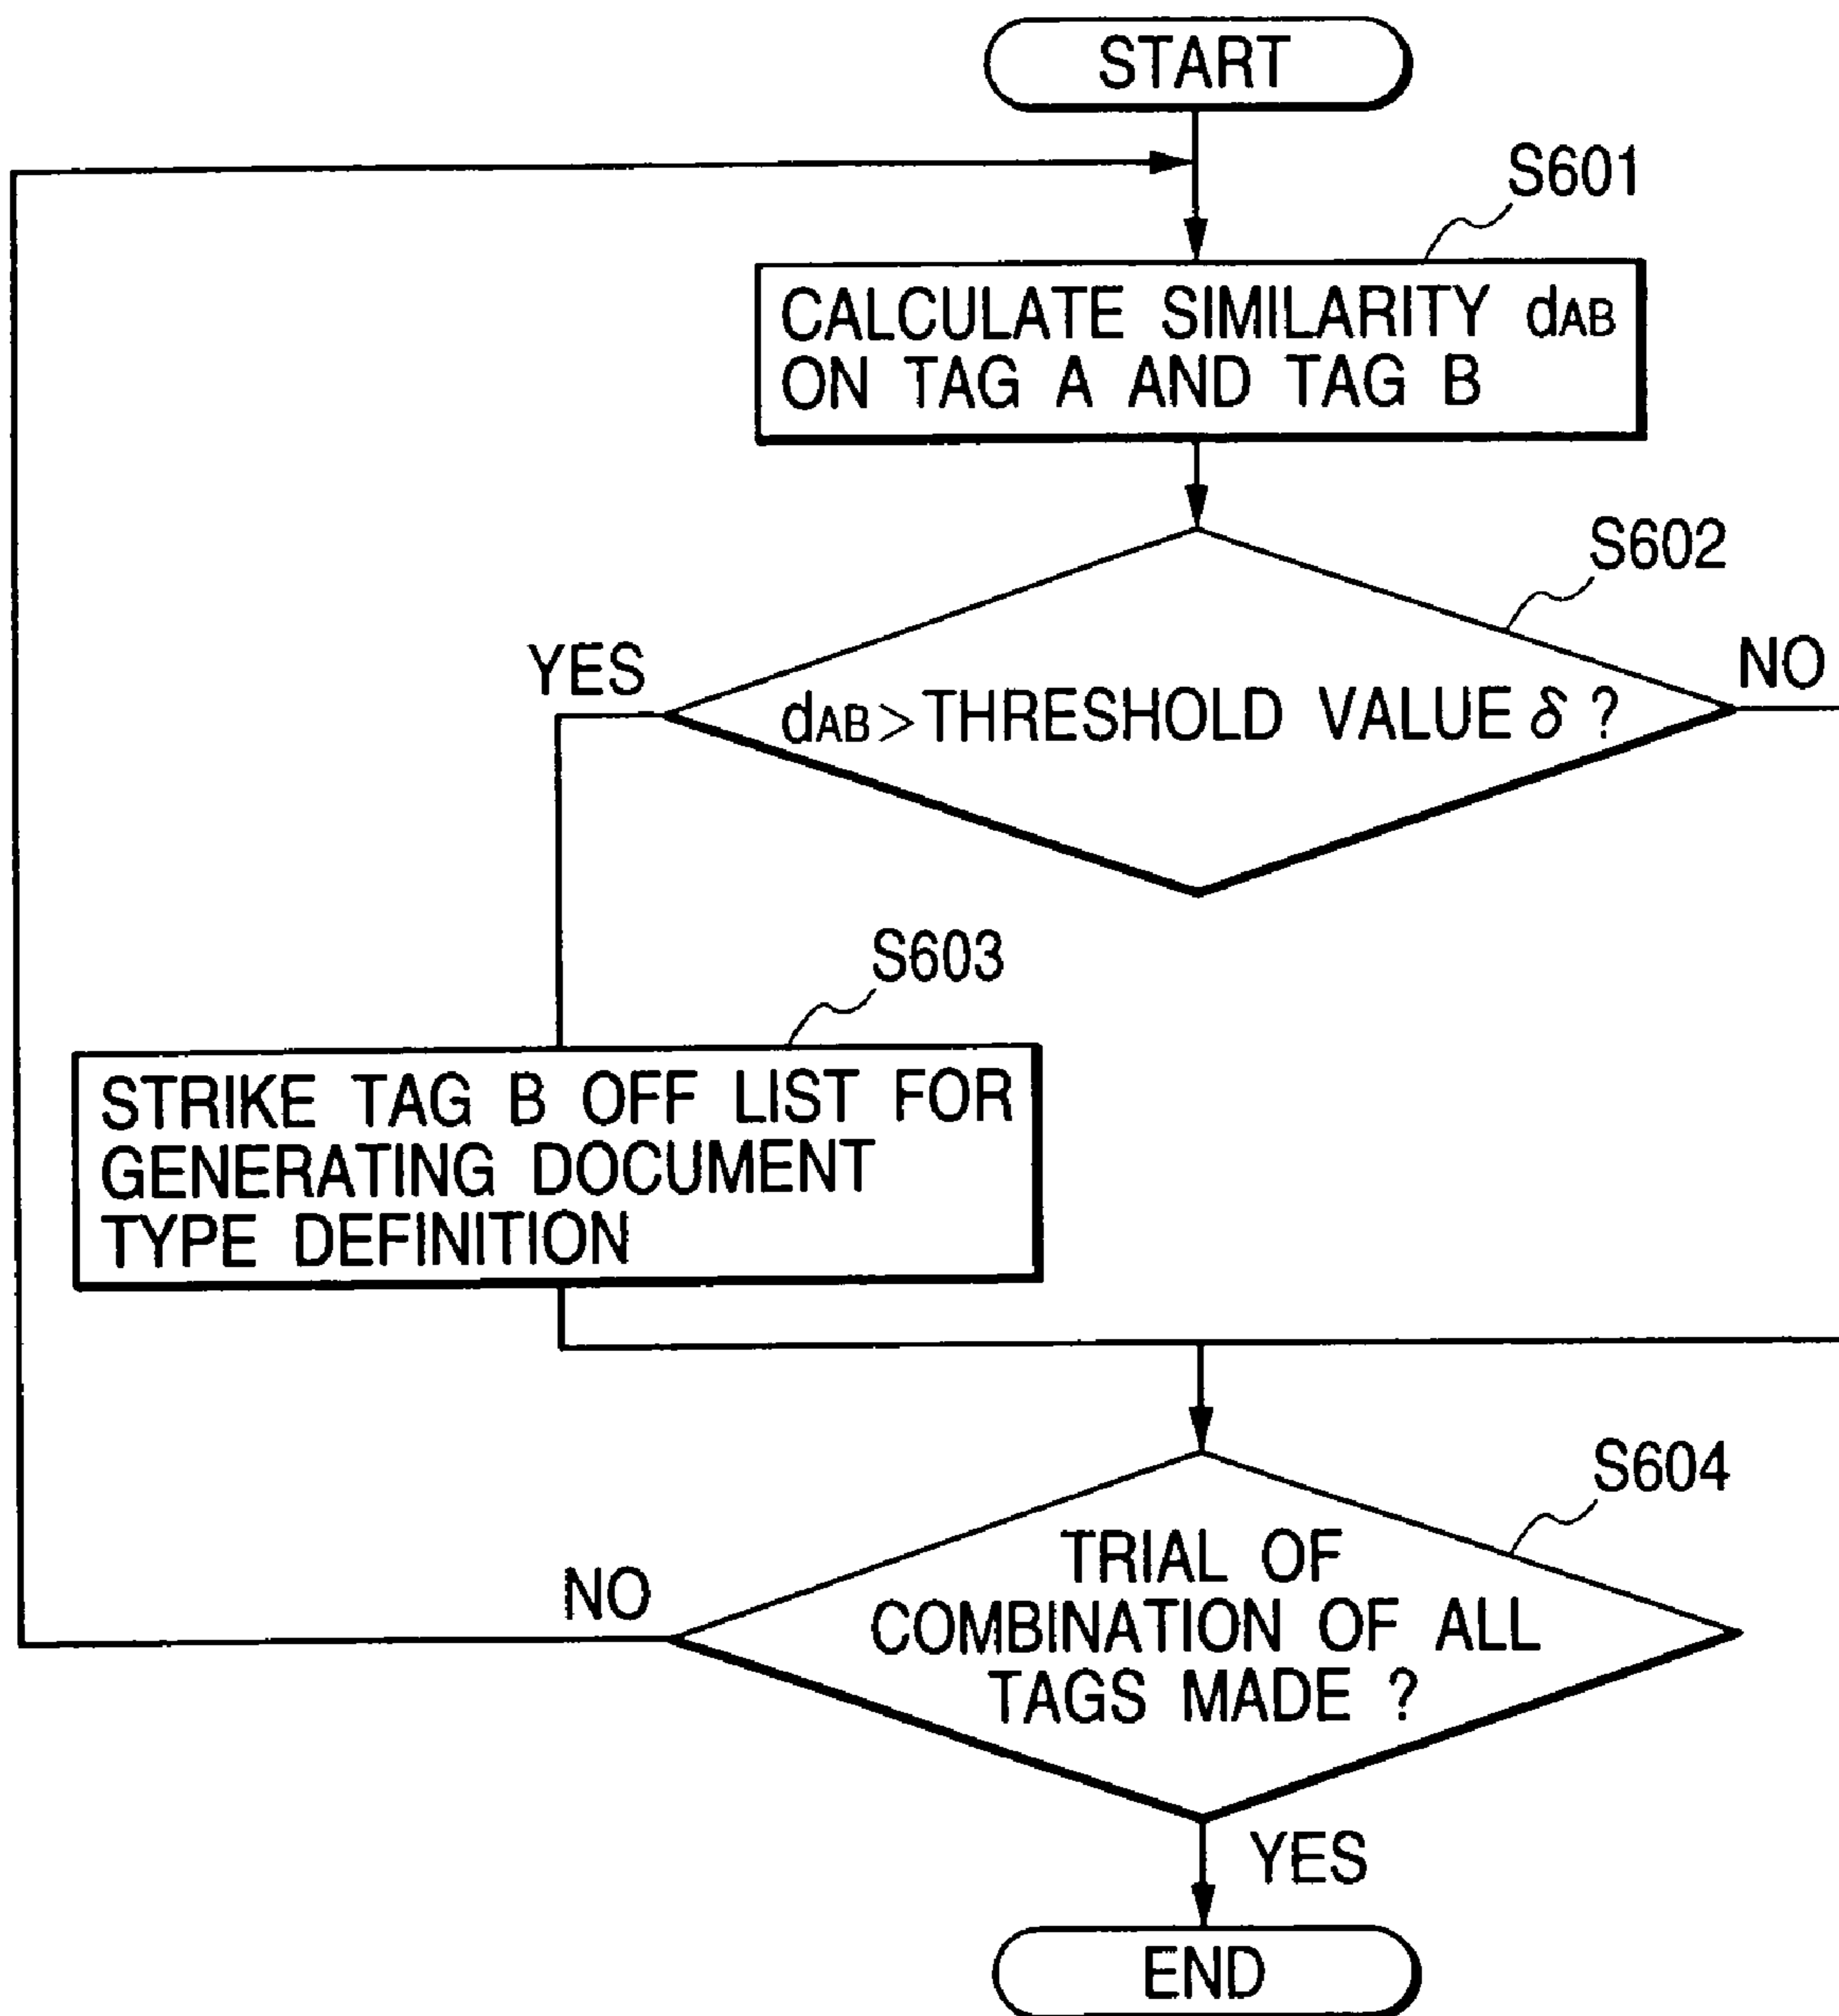 START
S601
CALCULATE SIMILARITY dAB
ON TAG A AND TAG B
S602
YES
NO
dAB>THRESHOLD VALUE δ ?
S603
STRIKE TAG B OFF LIST FOR
GENERATING DOCUMENT
TYPE DEFINITION
S604
NO
TRIAL OF
COMBINATION OF ALL
TAGS MADE ?
YES
END